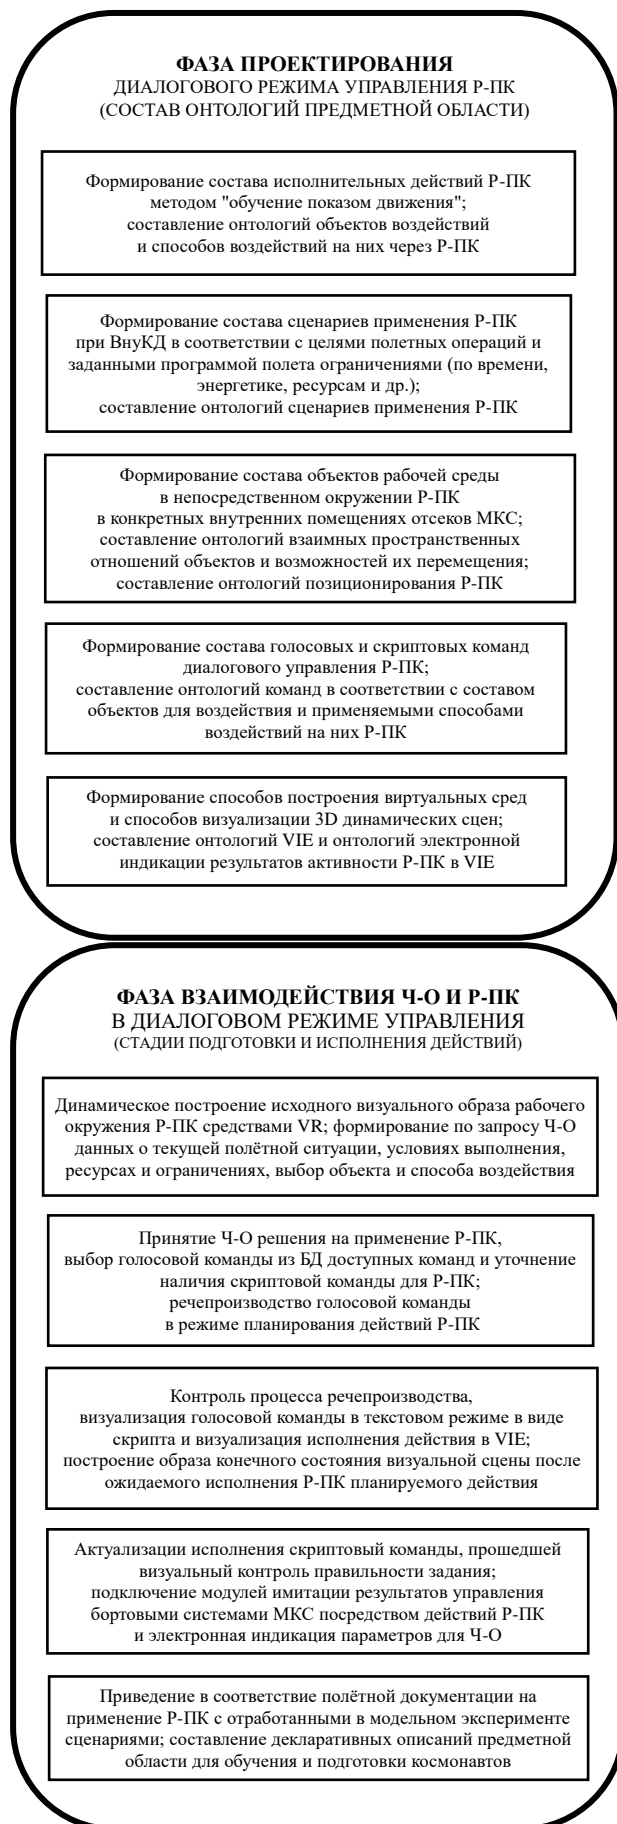 ФАЗА ПРОЕКТИРОВАНИЯ
ДИАЛОГОВОГО РЕЖИМА УПРАВЛЕНИЯ Р-ПК
(СОСТАВ ОНТОЛОГИЙ ПРЕДМЕТНОЙ ОБЛАСТИ)
Формирование состава исполнительных действий Р-ПК
методом "обучение показом движения";
составление онтологий объектов воздействий
и способов воздействий на них через Р-ПК
Формирование состава сценариев применения Р-ПК
при ВнуКД в соответствии с целями полетных операций и
заданными программой полета ограничениями (по времени,
энергетике, ресурсам и др.);
составление онтологий сценариев применения Р-ПК
Формирование состава объектов рабочей среды
в непосредственном окружении Р-ПК
в конкретных внутренних помещениях отсеков МКС;
составление онтологий взаимных пространственных
отношений объектов и возможностей их перемещения;
составление онтологий позиционирования Р-ПК
Формирование состава голосовых и скриптовых команд
диалогового управления Р-ПК;
составление онтологий команд в соответствии с составом
объектов для воздействия и применяемыми способами
воздействий на них Р-ПК
Формирование способов построения виртуальных сред
и способов визуализации 3D динамических сцен;
составление онтологий VIE и онтологий электронной
индикации результатов активности Р-ПК в VIE
ФАЗА ВЗАИМОДЕЙСТВИЯ Ч-О И Р-ПК
В ДИАЛОГОВОМ РЕЖИМЕ УПРАВЛЕНИЯ
(СТАДИИ ПОДГОТОВКИ И ИСПОЛНЕНИЯ ДЕЙСТВИЙ)
Динамическое построение исходного визуального образа рабочего
окружения Р-ПК средствами VR; формирование по запросу Ч-О
данных о текущей полётной ситуации, условиях выполнения,
ресурсах и ограничениях, выбор объекта и способа воздействия
Принятие Ч-О решения на применение Р-ПК,
выбор голосовой команды из БД доступных команд и уточнение
наличия скриптовой команды для Р-ПК;
речепроизводство голосовой команды
в режиме планирования действий Р-ПК
Контроль процесса речепроизводства,
визуализация голосовой команды в текстовом режиме в виде
скрипта и визуализация исполнения действия в VIE;
построение образа конечного состояния визуальной сцены после
ожидаемого исполнения Р-ПК планируемого действия
Актуализации исполнения скриптовый команды, прошедшей
визуальный контроль правильности задания;
подключение модулей имитации результатов управления
бортовыми системами МКС посредством действий Р-ПК
и электронная индикация параметров для Ч-О
Приведение в соответствие полётной документации на
применение Р-ПК с отработанными в модельном эксперименте
сценариями; составление декларативных описаний предметной
области для обучения и подготовки космонавтов